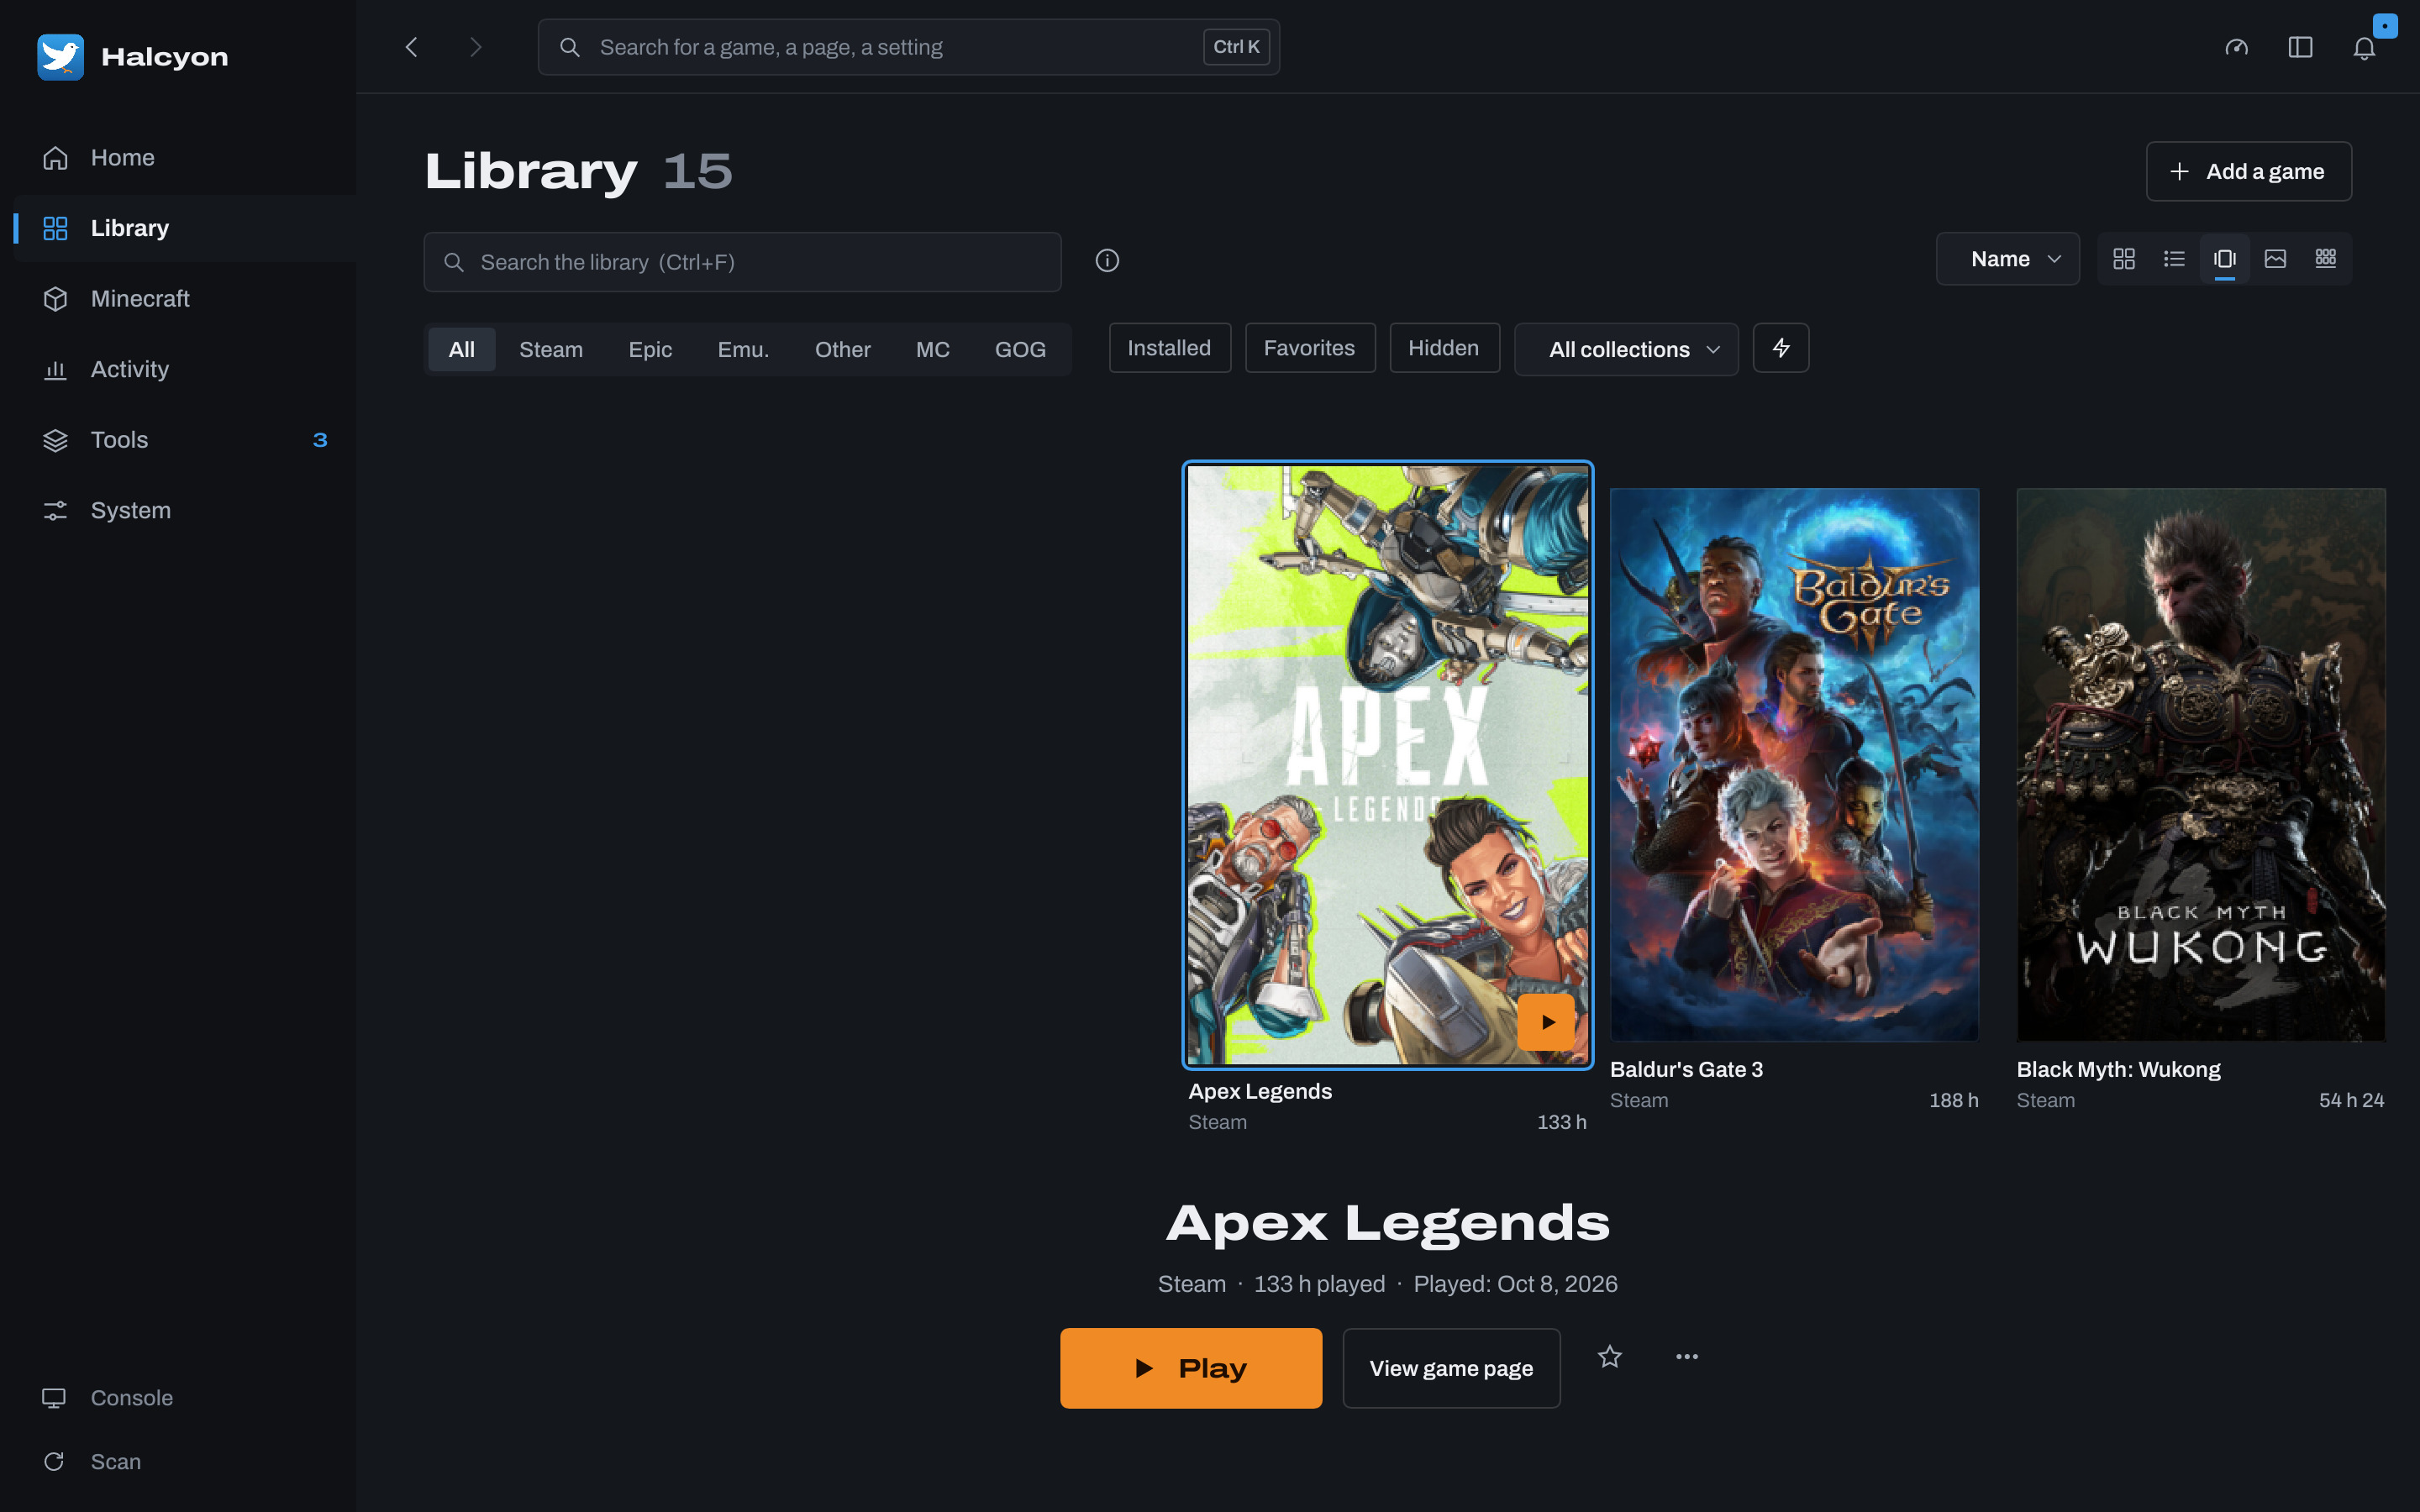 Halcyon
Search for a game, a page, a setting
Ctrl K
Home
Library
Minecraft
Activity
Tools
3
System
Console
Scan
Library 15
Add a game
Search the library (Ctrl+F)
Name
All
Steam
Epic
Emu.
Other
MC
GOG
Installed
Favorites
Hidden
All collections
APEX
LEGENDS
Apex Legends
Steam
133 h
Baldur's
Gate
Baldur's Gate 3
Steam
188 h
BLACK MYTH
WUKONG
Black Myth: Wukong
Steam
54 h 24
Apex Legends
Steam · 133 h played · Played: Oct 8, 2026
Play
View game page